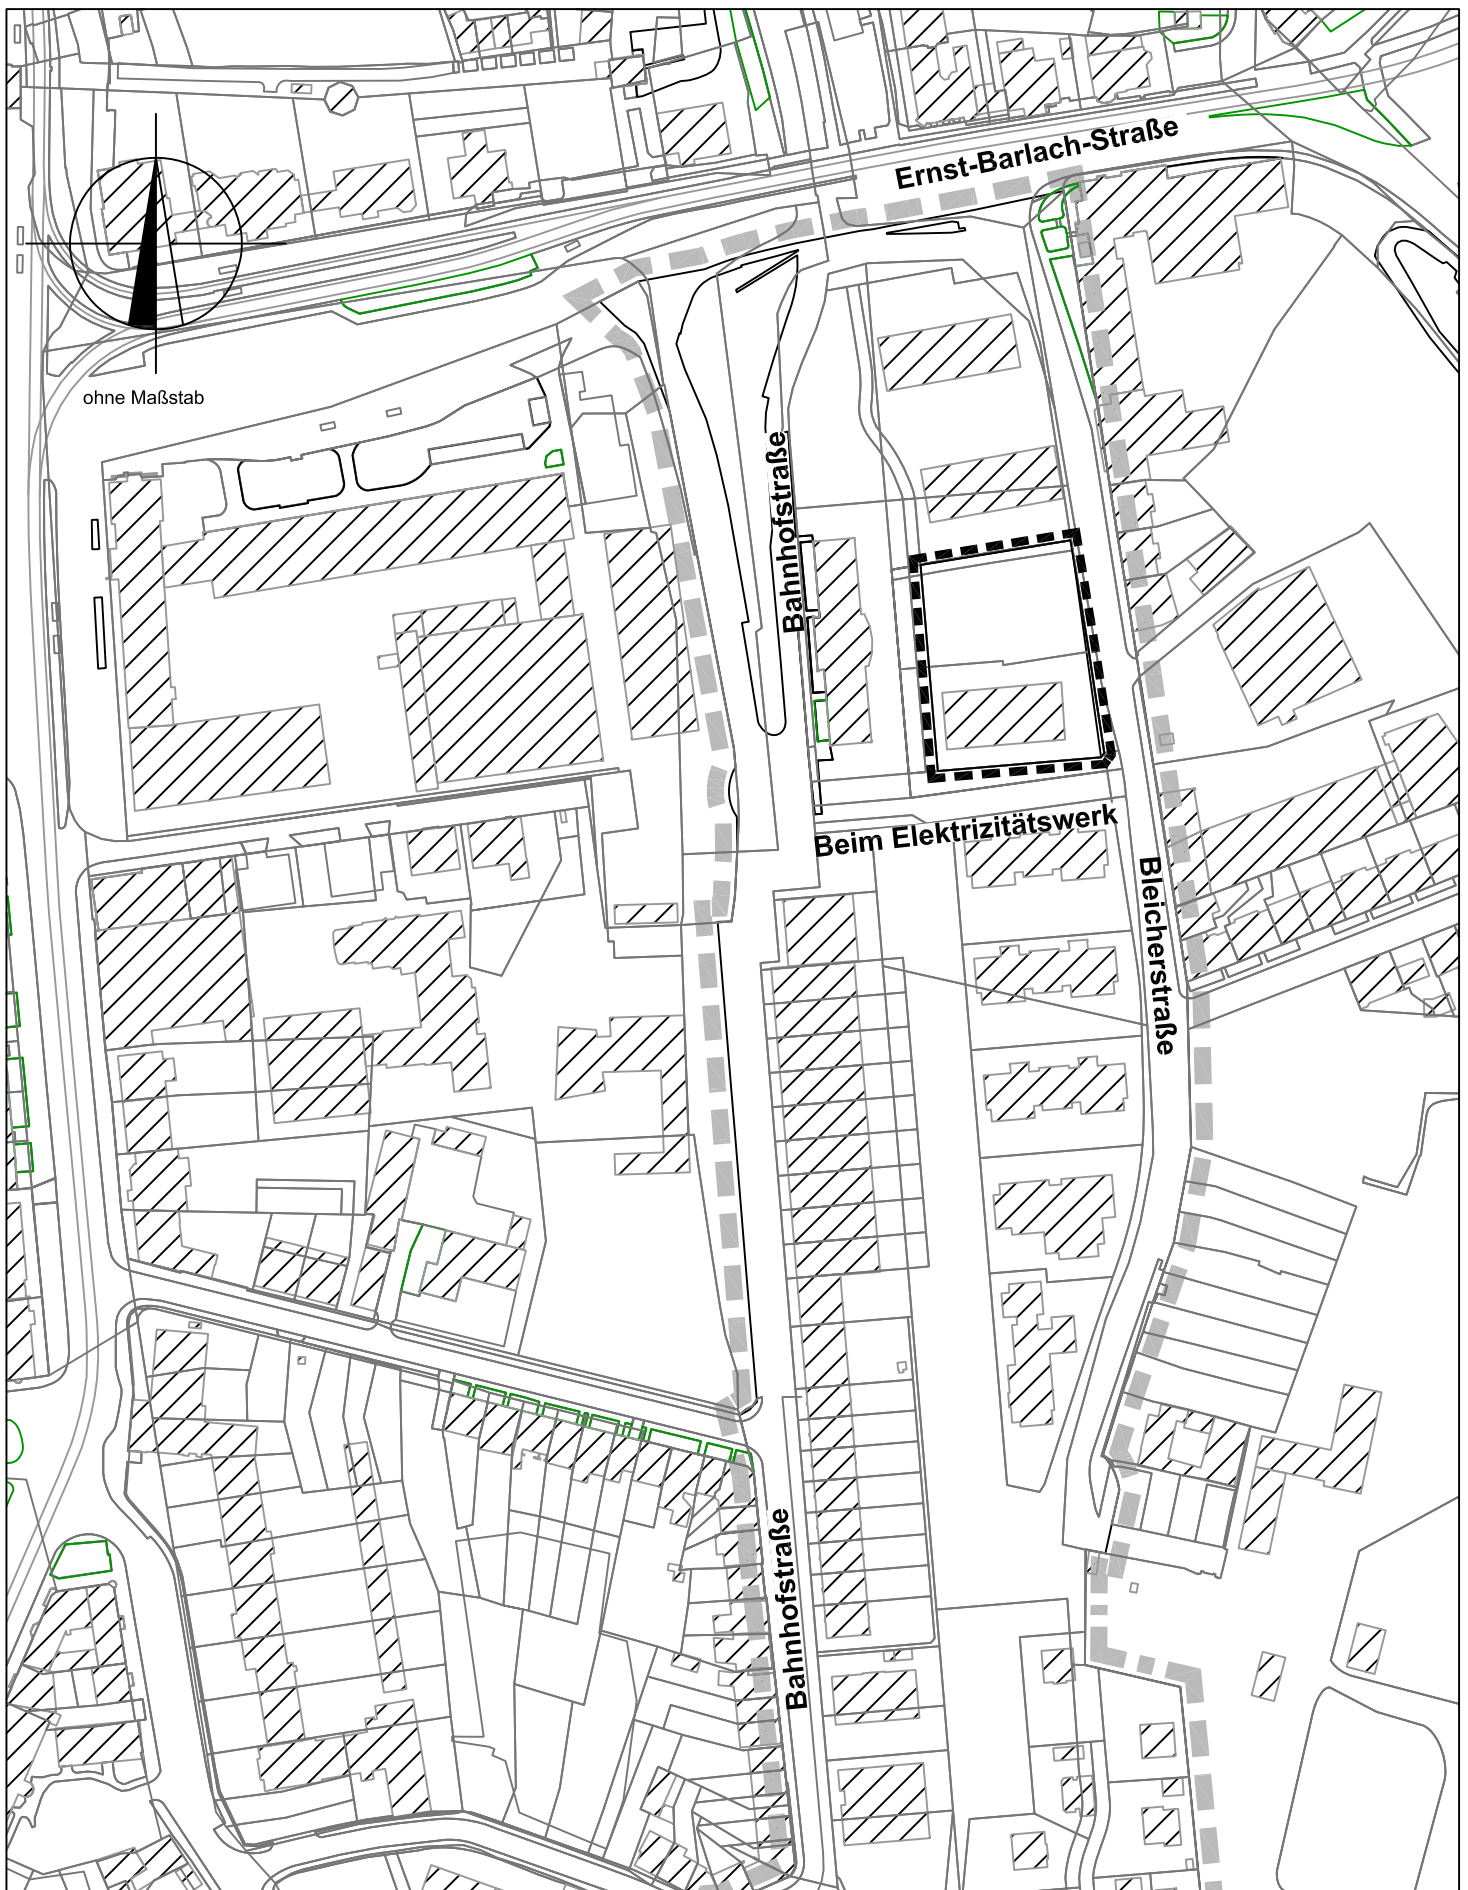 Ernst-Barlach-Straße
ohne Maßstab
Bahnhofstraße
Beim Elektrizitätswerk
Bleicherstraße
Bahnhofstraße